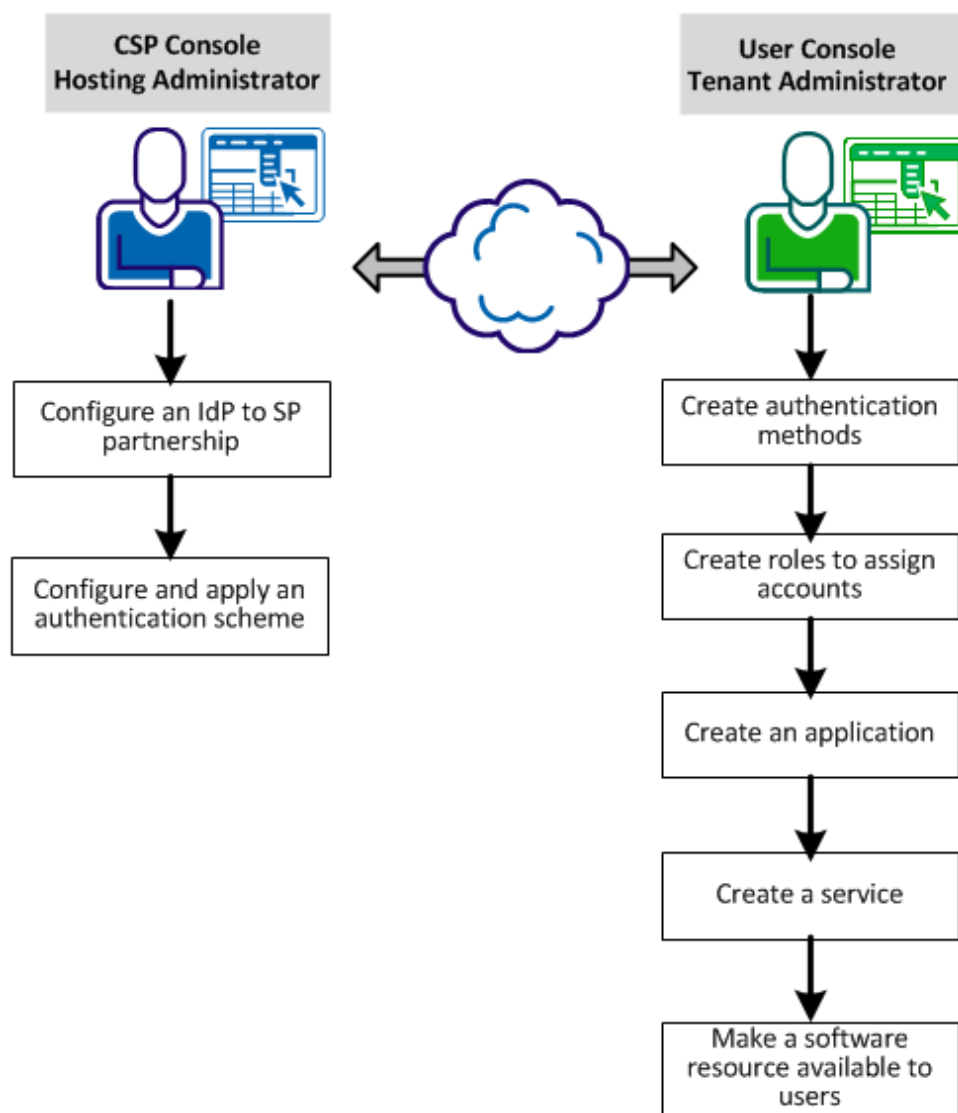 CSP Console
Hosting Administrator
User Console
Tenant Administrator
Configure an IdP to SP
partnership
Configure and apply an
authentication scheme
Create authentication
methods
Create roles to assign
accounts
Create an application
Create a service
Make a software
resource available to
users